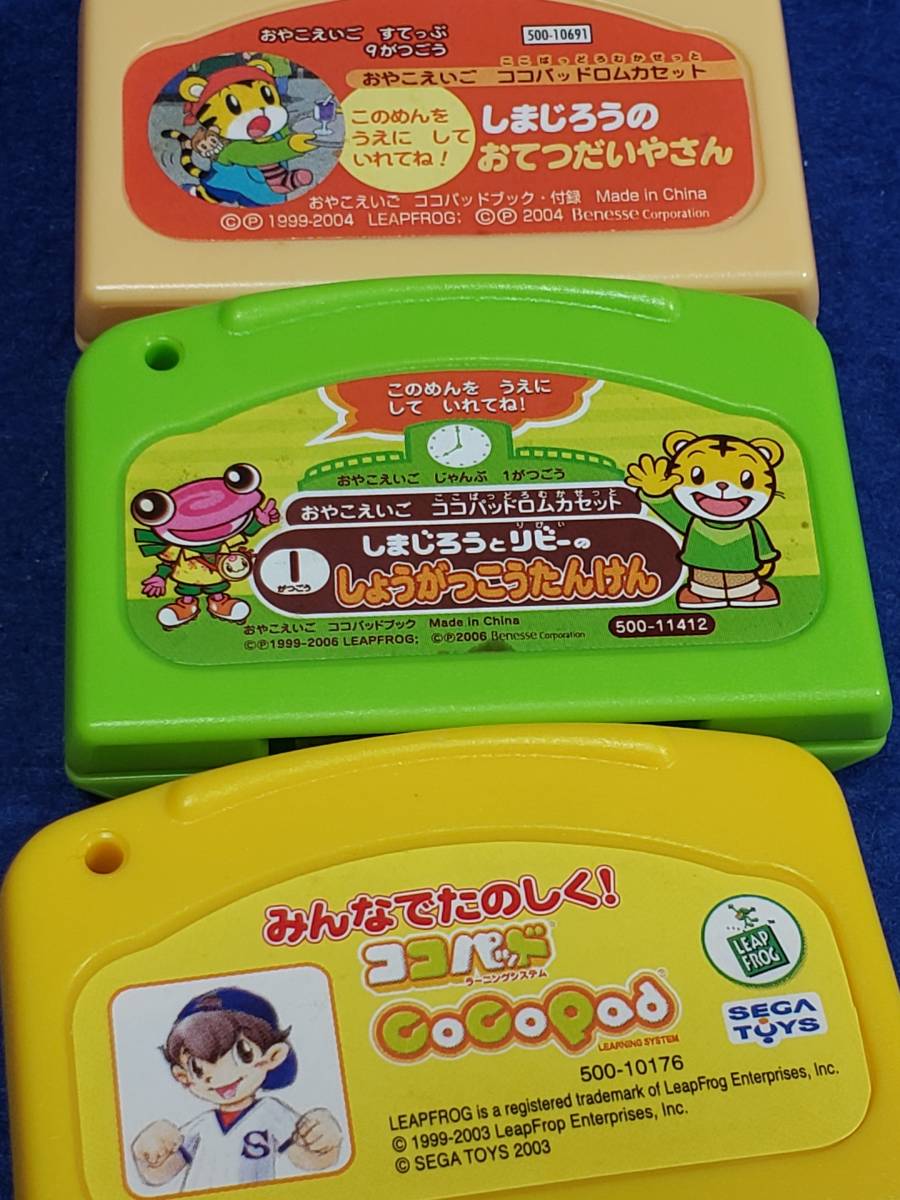 おやこえいご すてっぷ
9がつごう
500-10691
ここぱっどろむかせっと
おやこえいご ココパッドロムカセット
このめんを
うえに して
いれてね!
しまじろうの
おてつだいやさん
おやこえいご ココパッドブック・付録 Made in China
©Ⓟ 1999-2004 LEAPFROG; ©Ⓟ 2004 Benesse Corporation
このめんを うえに
して いれてね!
おやこえいご じゃんぷ 1がつごう
ここぱっどろむかせっと
おやこえいご ココパッドロムカセット
りびぃ
しまじろうとリビーの
1
がつごう
しょうがっこうたんけん
おやこえいご ココパッドブック Made in China
©Ⓟ1999-2006 LEAPFROG; ©Ⓟ2006 Benesse Corporation
500-11412
みんなでたのしく!
ココパッド
ラーニングシステム
CoCoPad®
LEARNING SYSTEM
LEAP
FROG
SEGA
TOYS
500-10176
LEAPFROG is a registered trademark of LeapFrog Enterprises, Inc.
© 1999-2003 LeapFrop Enterprises, Inc.
© SEGA TOYS 2003
S